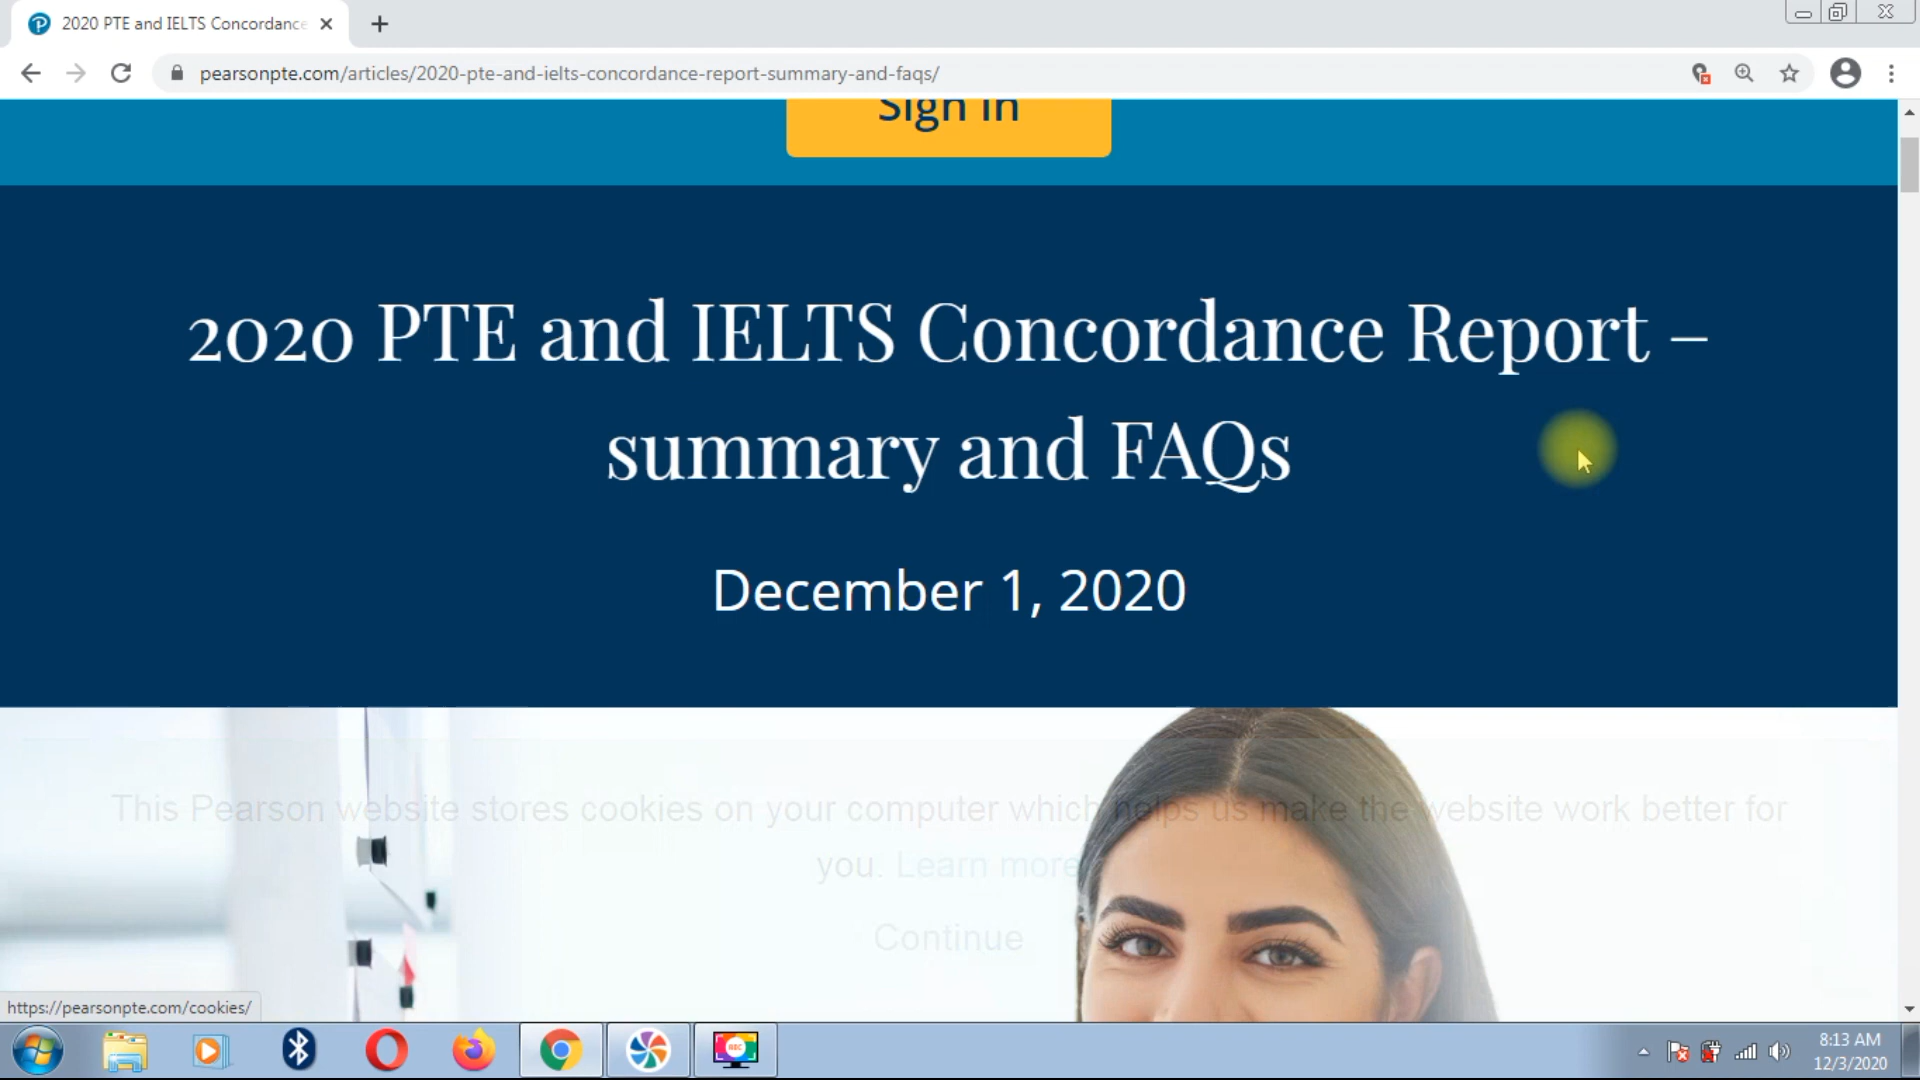 2020 PTE and IELTS Concordance
pearsonpte.com/articles/2020-pte-and-ielts-concordance-report-summary-and-faqs/
Sign In
2020 PTE and IELTS Concordance Report –
summary and FAQs
December 1, 2020
This Pearson website stores cookies on your computer which helps us make the website work better for
you. Learn more
Continue
https://pearsonpte.com/cookies/
REC
8:13 AM
12/3/2020